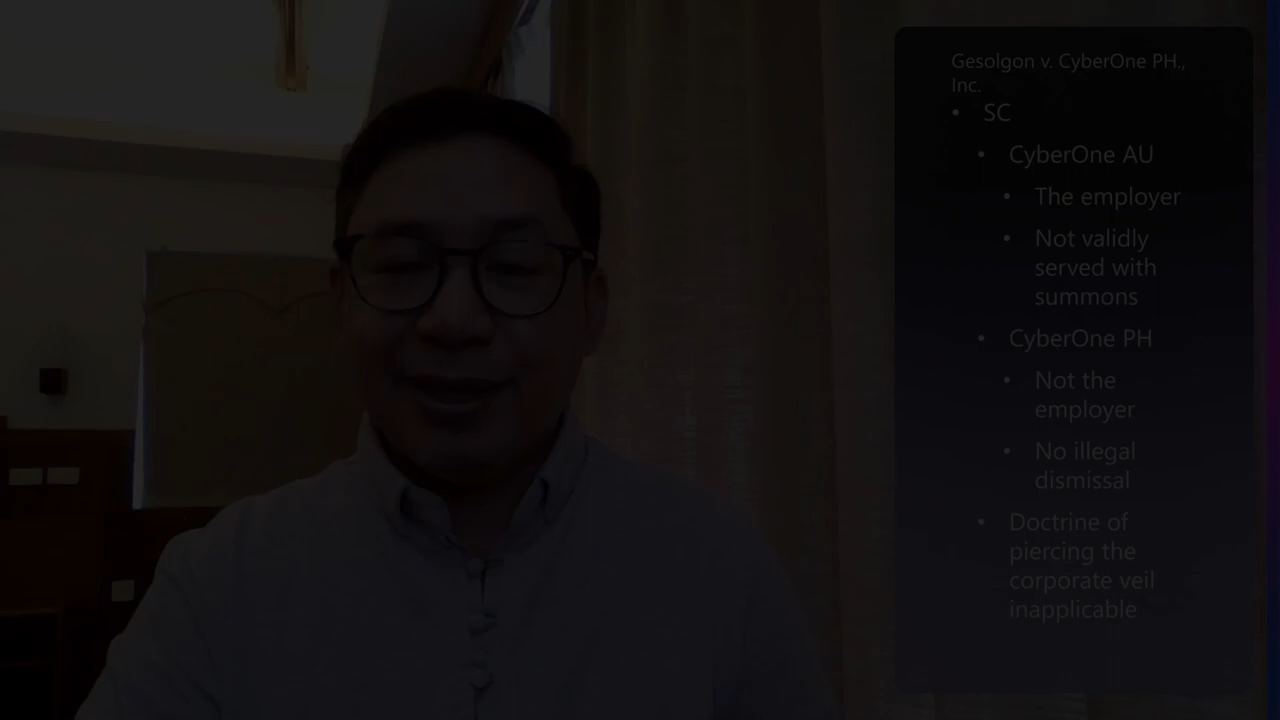 Gesolgon v. CyberOne PH.,
Inc.
• SC
• CyberOne AU
• The employer
• Not validly
served with
summons
• CyberOne PH
• Not the
employer
• No illegal
dismissal
• Doctrine of
piercing the
corporate veil
inapplicable